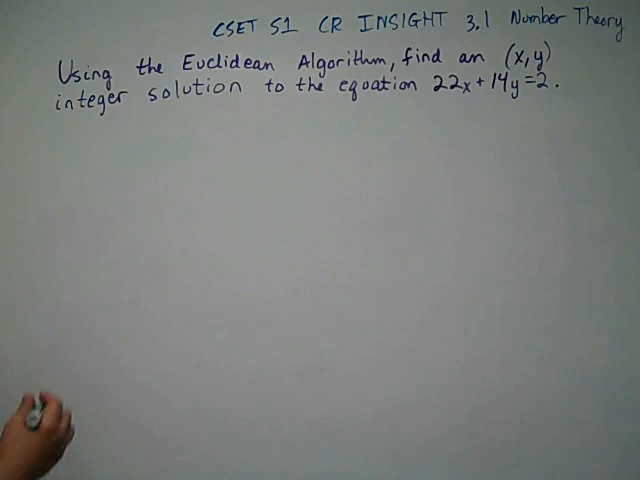 CSET S1 CR INSIGHT 3.1 Number Theory
Using the Euclidean Algorithm, find an (x,y)
integer solution to the equation 22x + 14y = 2.